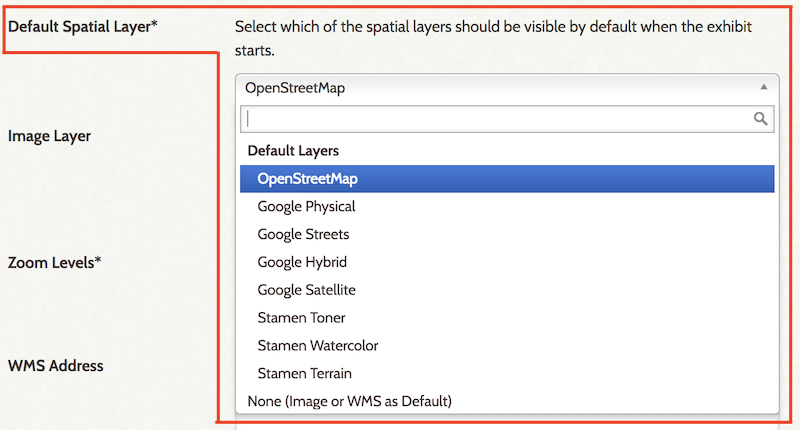 Default Spatial Layer*
Select which of the spatial layers should be visible by default when the exhibit
starts.
OpenStreetMap
Image Layer
Default Layers
OpenStreetMap
Google Physical
Google Streets
Zoom Levels*
Google Hybrid
Google Satellite
Stamen Toner
Stamen Watercolor
WMS Address
Stamen Terrain
None (Image or WMS as Default)